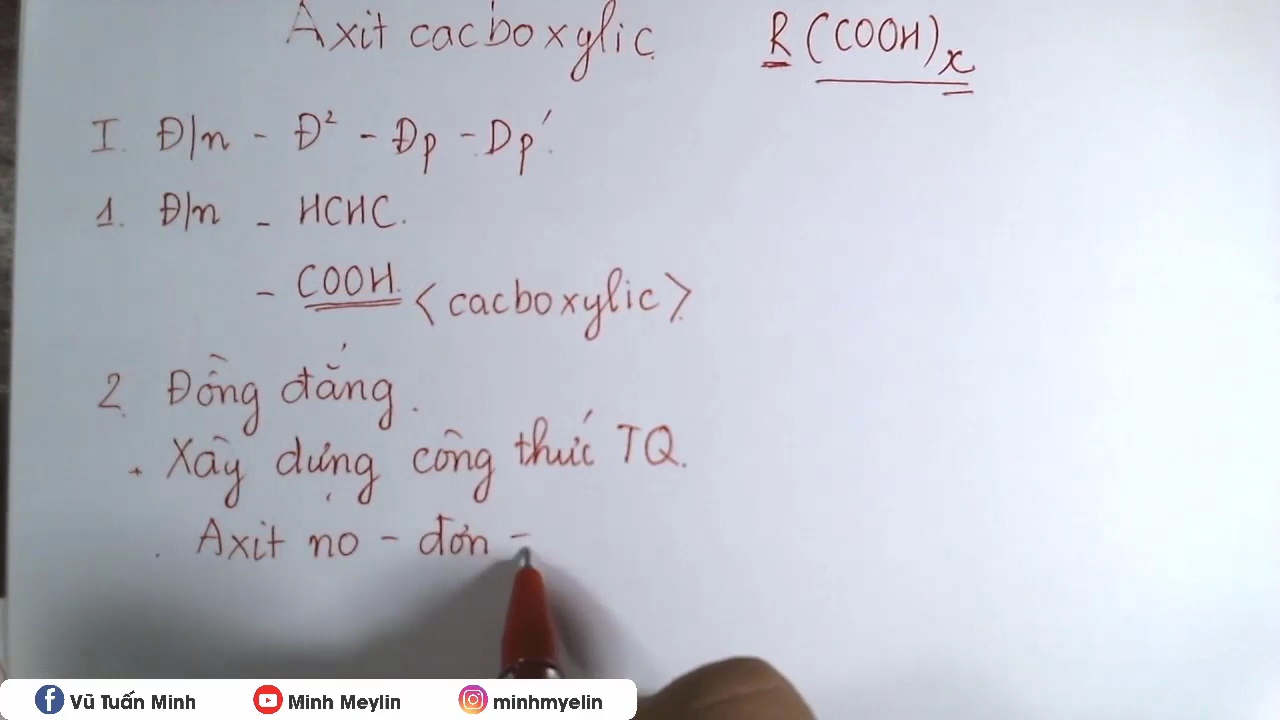 Axit cacboxylic R(COOH)x
I. Đ/n - Đ² - Đp - Dp'.
1. Đ/n - HCHC.
- COOH. <cacboxylic>
2. Đồng đẳng.
+ Xây dựng công thức TQ.
. Axit no - đơn -
Vũ Tuấn Minh Minh Meylin minhmyelin